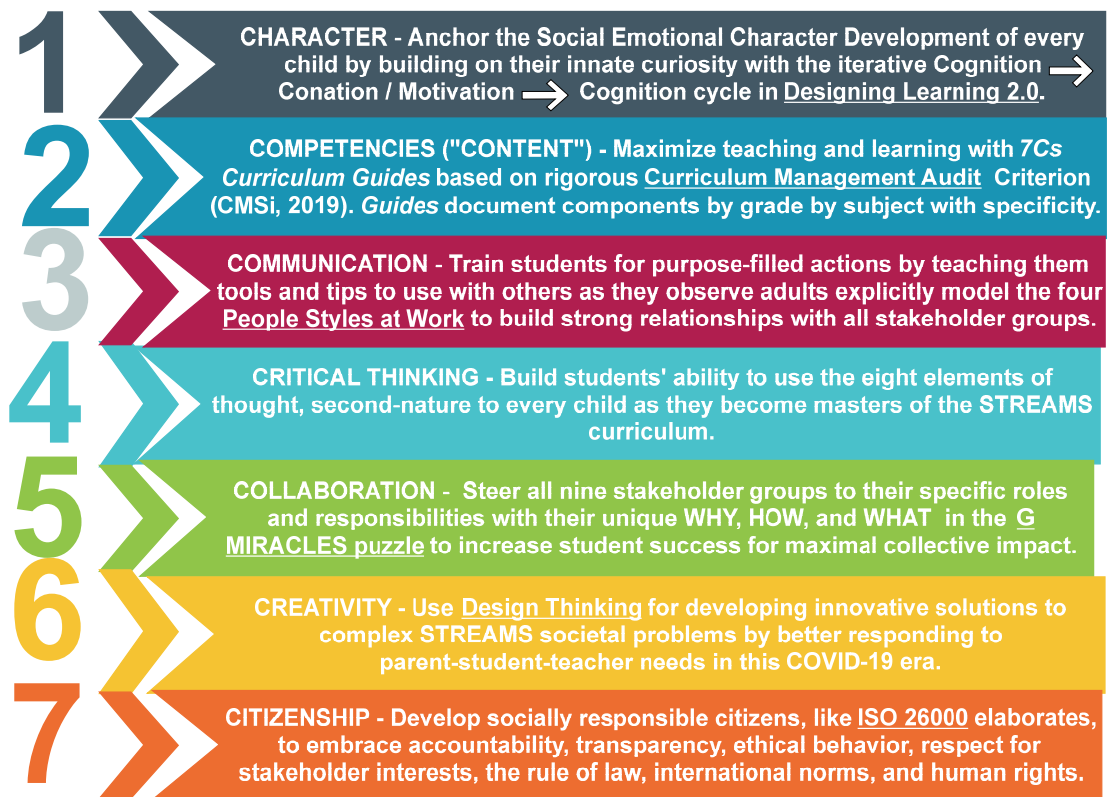 1
CHARACTER - Anchor the Social Emotional Character Development of every
child by building on their innate curiosity with the iterative Cognition →
Conation / Motivation → Cognition cycle in Designing Learning 2.0.
2
COMPETENCIES ("CONTENT") - Maximize teaching and learning with 7Cs
Curriculum Guides based on rigorous Curriculum Management Audit Criterion
(CMSi, 2019). Guides document components by grade by subject with specificity.
3
COMMUNICATION - Train students for purpose-filled actions by teaching them
tools and tips to use with others as they observe adults explicitly model the four
People Styles at Work to build strong relationships with all stakeholder groups.
4
CRITICAL THINKING - Build students' ability to use the eight elements of
thought, second-nature to every child as they become masters of the STREAMS
curriculum.
5
COLLABORATION - Steer all nine stakeholder groups to their specific roles
and responsibilities with their unique WHY, HOW, and WHAT in the G
MIRACLES puzzle to increase student success for maximal collective impact.
6
CREATIVITY - Use Design Thinking for developing innovative solutions to
complex STREAMS societal problems by better responding to
parent-student-teacher needs in this COVID-19 era.
7
CITIZENSHIP - Develop socially responsible citizens, like ISO 26000 elaborates,
to embrace accountability, transparency, ethical behavior, respect for
stakeholder interests, the rule of law, international norms, and human rights.